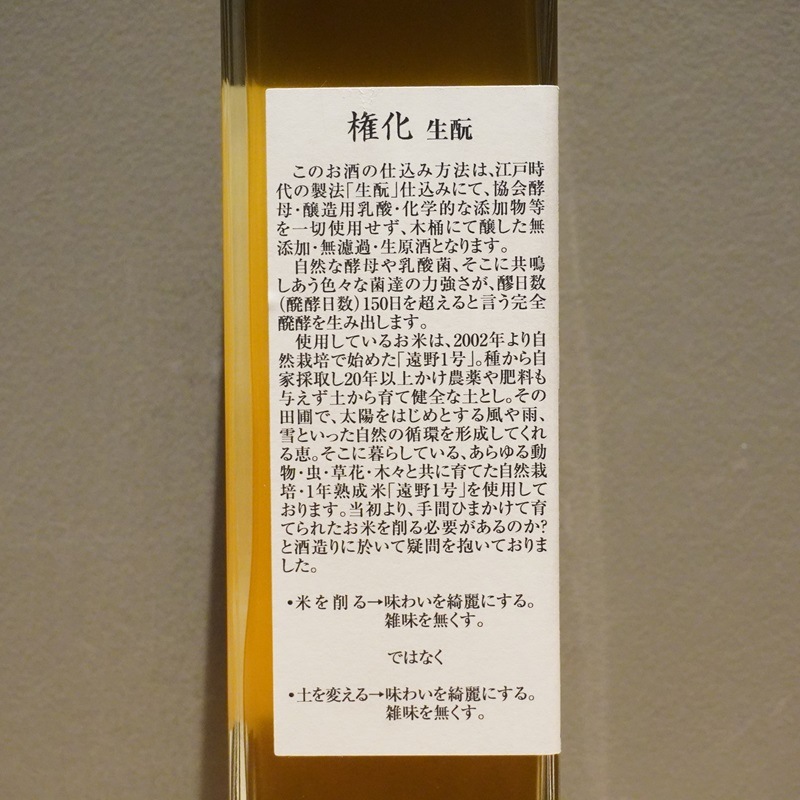 権化 生酛
このお酒の仕込み方法は、江戸時
代の製法「生酛」仕込みにて、協会酵
母・醸造用乳酸・化学的な添加物等
を一切使用せず、木桶にて醸した無
添加・無濾過・生原酒となります。
自然な酵母や乳酸菌、そこに共鳴
しあう色々な菌達の力強さが、醪日数
(醗酵日数)150日を超えると言う完全
醗酵を生み出します。
使用しているお米は、2002年より自
然栽培で始めた「遠野1号」。種から自
家採取し20年以上かけ農薬や肥料も
与えず土から育て健全な土とし。その
田圃で、太陽をはじめとする風や雨、
雪といった自然の循環を形成してくれ
る恵。そこに暮らしている、あらゆる動
物・虫・草花・木々と共に育てた自然栽
培・1年熟成米「遠野1号」を使用して
おります。当初より、手間ひまかけて育
てられたお米を削る必要があるのか?
と酒造りに於いて疑問を抱いておりま
した。
•米を削る→味わいを綺麗にする。
雑味を無くす。
ではなく
•土を変える→味わいを綺麗にする。
雑味を無くす。